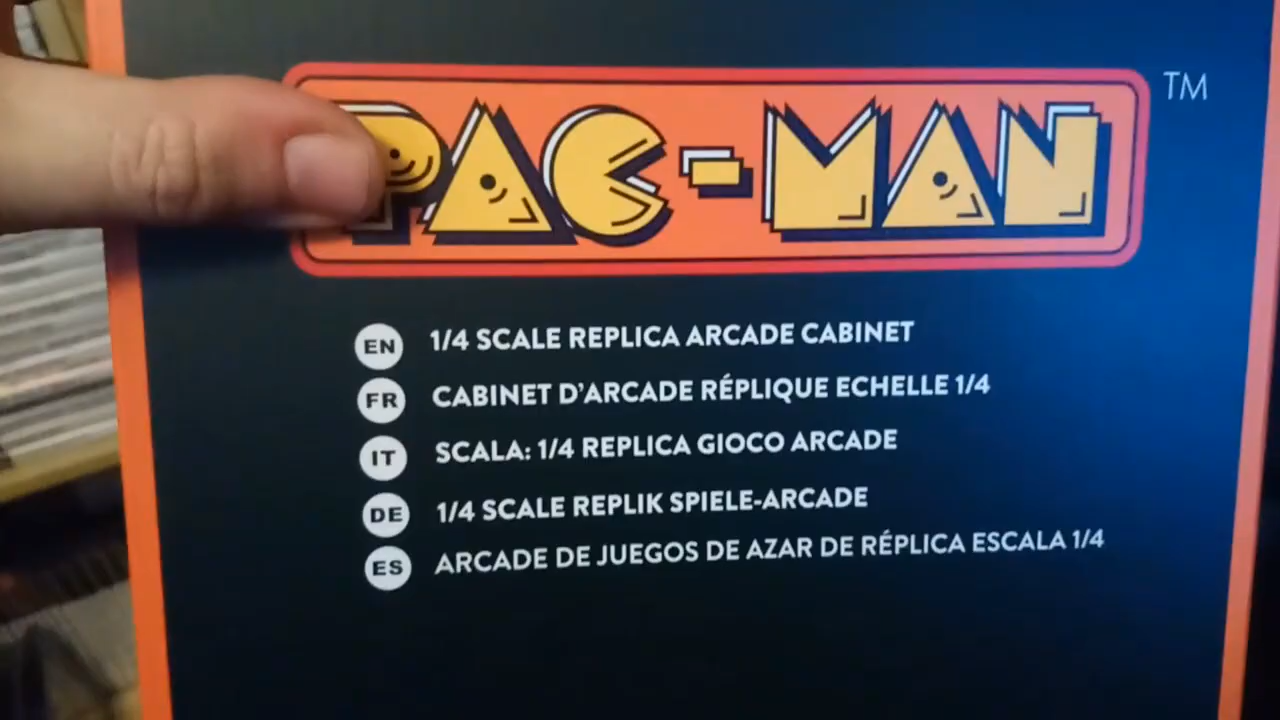 PAC-MAN TM
EN 1/4 SCALE REPLICA ARCADE CABINET
FR CABINET D'ARCADE RÉPLIQUE ECHELLE 1/4
IT SCALA: 1/4 REPLICA GIOCO ARCADE
DE 1/4 SCALE REPLIK SPIELE-ARCADE
ES ARCADE DE JUEGOS DE AZAR DE RÉPLICA ESCALA 1/4